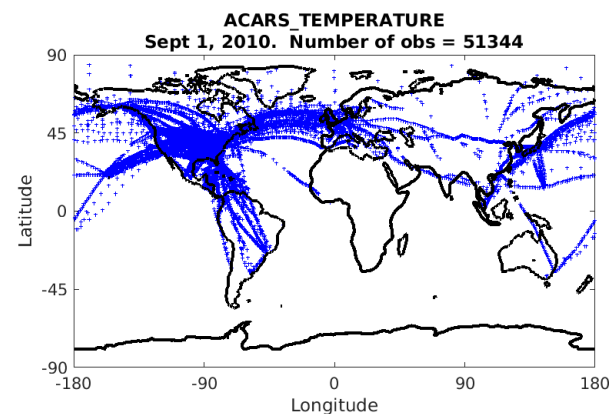 ACARS_TEMPERATURE
Sept 1, 2010.  Number of obs = 51344
90
45
0
-45
-90
Latitude
-180
-90
0
90
180
Longitude